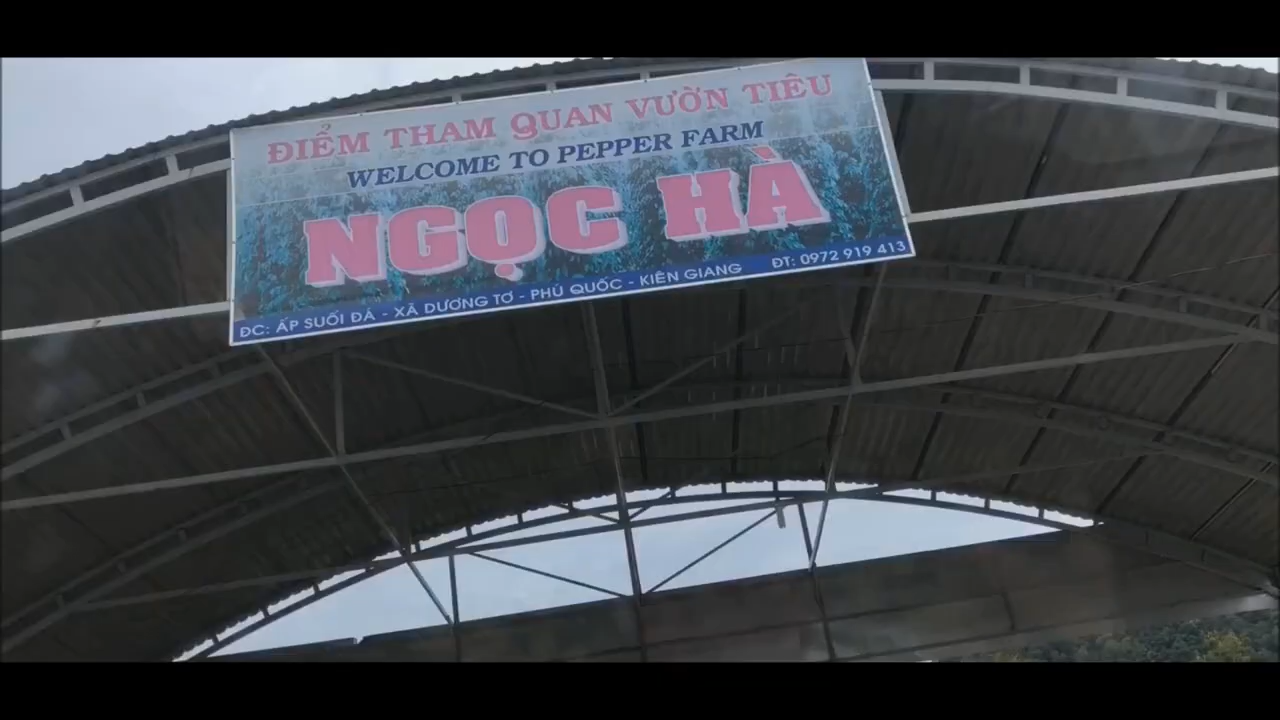 ĐIỂM THAM QUAN VƯỜN TIÊU
WELCOME TO PEPPER FARM
NGỌC HÀ
ĐC: ẤP SUỐI ĐÁ - XÃ DƯƠNG TƠ - PHÚ QUỐC - KIÊN GIANG ĐT: 0972 919 413